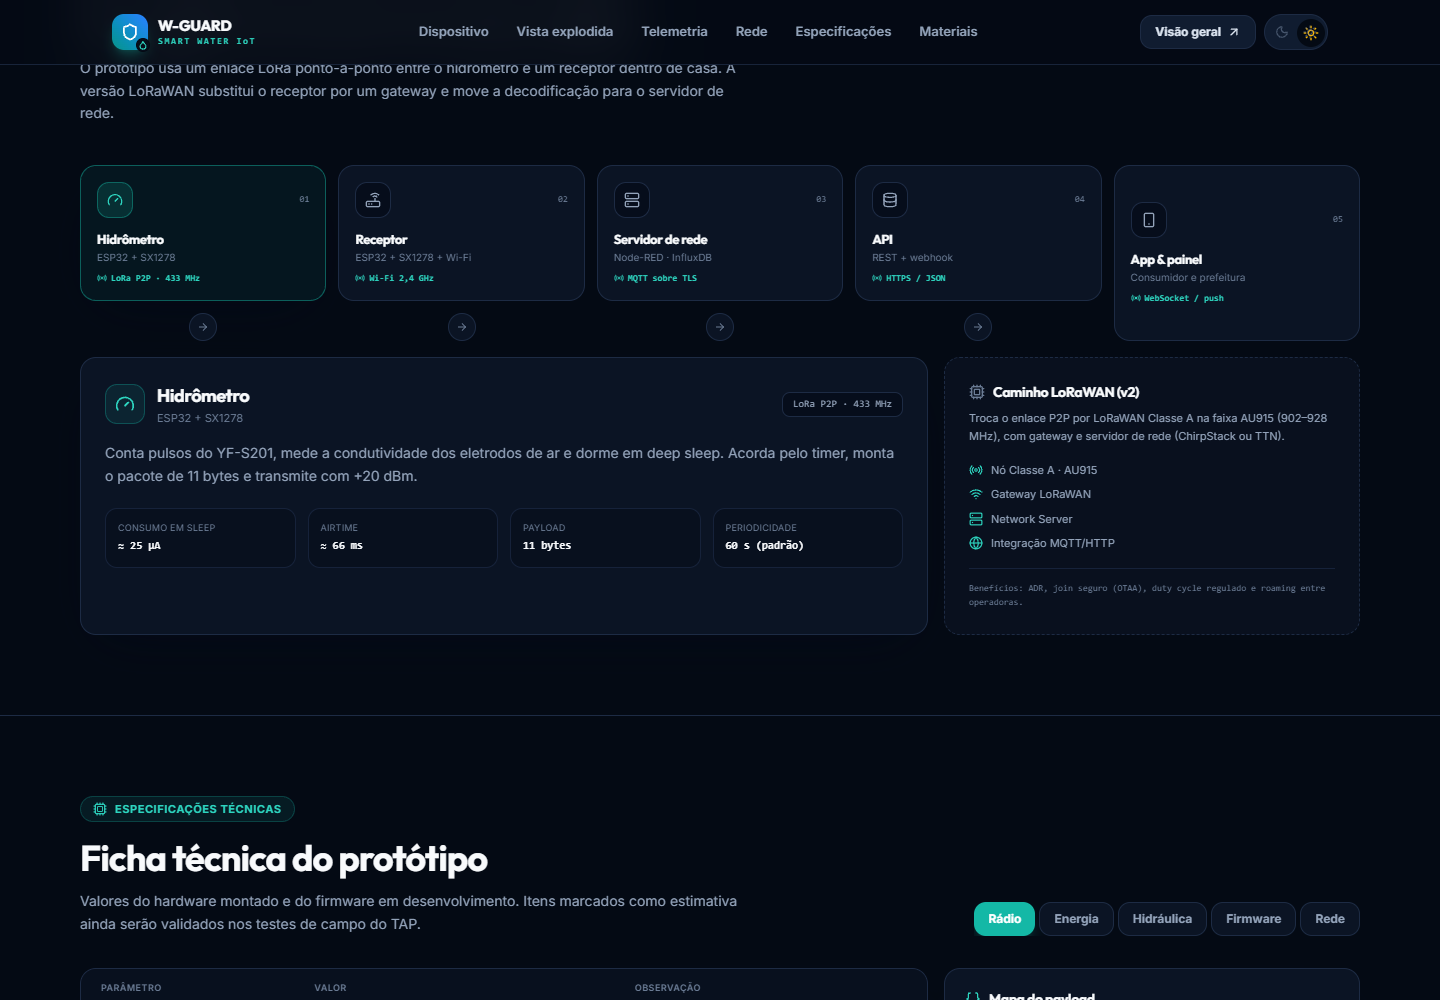 W-GUARD
SMART WATER IoT
Dispositivo
Vista explodida
Telemetria
Rede
Especificações
Materiais
Visão geral
O protótipo usa um enlace LoRa ponto-a-ponto entre o hidrômetro e um receptor dentro de casa. A
versão LoRaWAN substitui o receptor por um gateway e move a decodificação para o servidor de
rede.
01
Hidrômetro
ESP32 + SX1278
LoRa P2P · 433 MHz
02
Receptor
ESP32 + SX1278 + Wi-Fi
Wi-Fi 2,4 GHz
03
Servidor de rede
Node-RED · InfluxDB
MQTT sobre TLS
04
API
REST + webhook
HTTPS / JSON
05
App & painel
Consumidor e prefeitura
WebSocket / push
Hidrômetro
ESP32 + SX1278
LoRa P2P · 433 MHz
Conta pulsos do YF-S201, mede a condutividade dos eletrodos de ar e dorme em deep sleep. Acorda pelo timer, monta
o pacote de 11 bytes e transmite com +20 dBm.
CONSUMO EM SLEEP
≈ 25 µA
AIRTIME
≈ 66 ms
PAYLOAD
11 bytes
PERIODICIDADE
60 s (padrão)
Caminho LoRaWAN (v2)
Troca o enlace P2P por LoRaWAN Classe A na faixa AU915 (902–928
MHz), com gateway e servidor de rede (ChirpStack ou TTN).
Nó Classe A · AU915
Gateway LoRaWAN
Network Server
Integração MQTT/HTTP
Benefícios: ADR, join seguro (OTAA), duty cycle regulado e roaming entre
operadoras.
ESPECIFICAÇÕES TÉCNICAS
Ficha técnica do protótipo
Valores do hardware montado e do firmware em desenvolvimento. Itens marcados como estimativa
ainda serão validados nos testes de campo do TAP.
Rádio
Energia
Hidráulica
Firmware
Rede
PARÂMETRO
VALOR
OBSERVAÇÃO
Mapa do payload